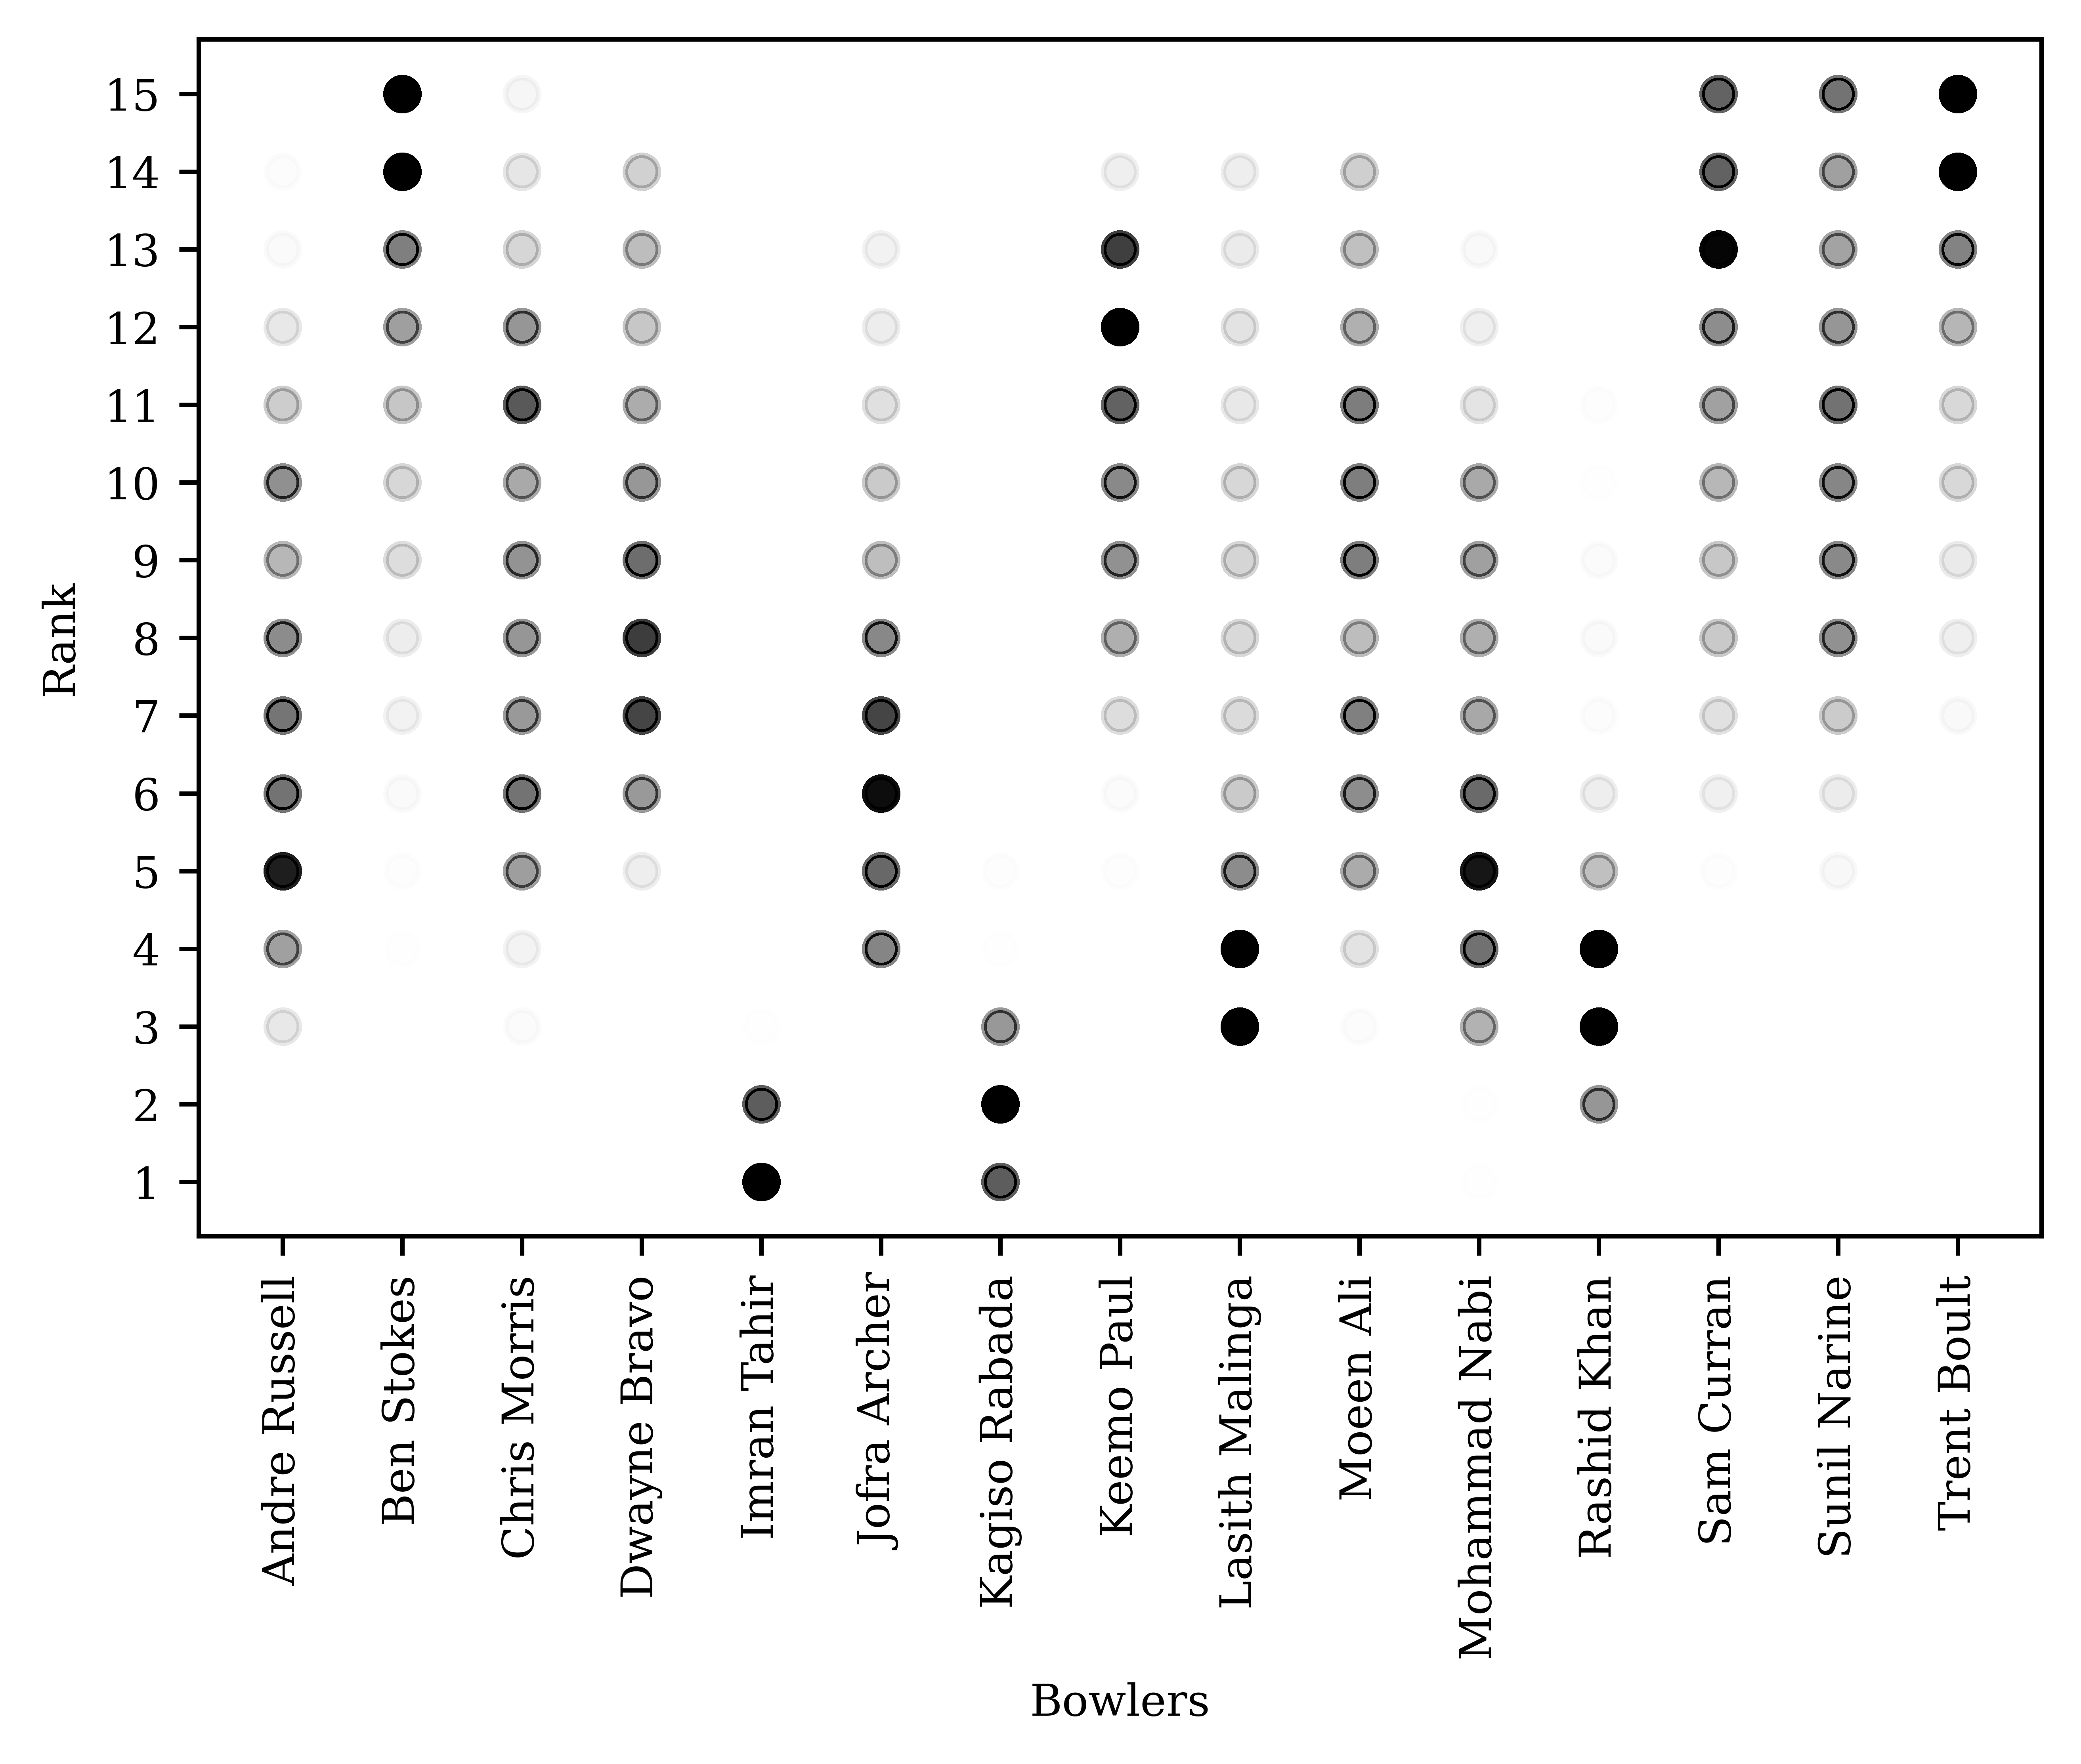 15
14
13
12
11
10
9
8
7
6
5
4
3
2
1
Rank
Andre Russell
Ben Stokes
Chris Morris
Dwayne Bravo
Imran Tahir
Jofra Archer
Kagiso Rabada
Keemo Paul
Lasith Malinga
Moeen Ali
Mohammad Nabi
Rashid Khan
Sam Curran
Sunil Narine
Trent Boult
Bowlers